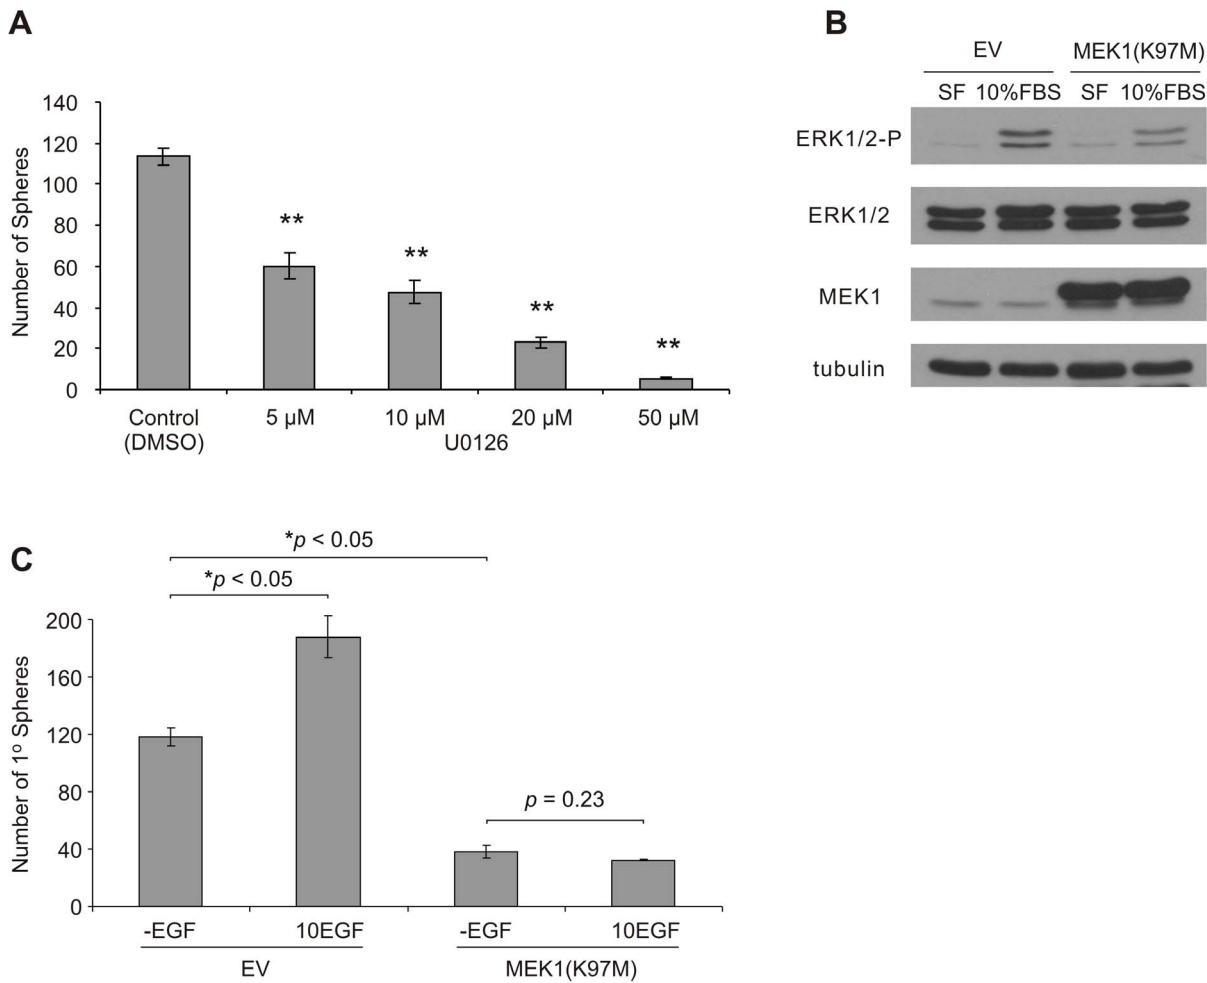 A
Number of Spheres
140
120
100
80
60
40
20
0
**
**
**
**
Control
(DMSO)
5 µM
10 µM
20 µM
50 µM
U0126
B
EV
MEK1(K97M)
SF 10%FBS SF 10%FBS
ERK1/2-P
ERK1/2
MEK1
tubulin
C
*p < 0.05
*p < 0.05
p = 0.23
Number of 1º Spheres
200
160
120
80
40
0
-EGF 10EGF -EGF 10EGF
EV MEK1(K97M)